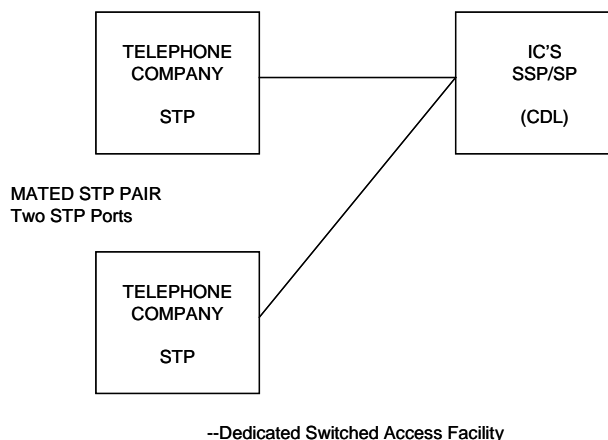 TELEPHONE
COMPANY
STP
IC'S
SSP/SP
(CDL)
MATED STP PAIR
Two STP Ports
TELEPHONE
COMPANY
STP
--Dedicated Switched Access Facility